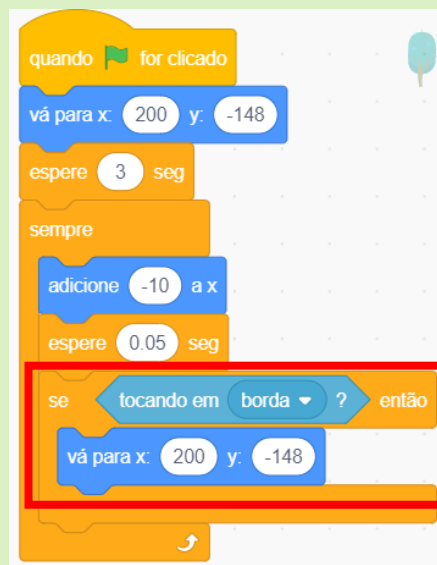 quando for clicado
vá para x: 200 y: -148
espere 3 seg
sempre
adicione -10 a x
espere 0.05 seg
se tocando em borda ? então
vá para x: 200 y: -148